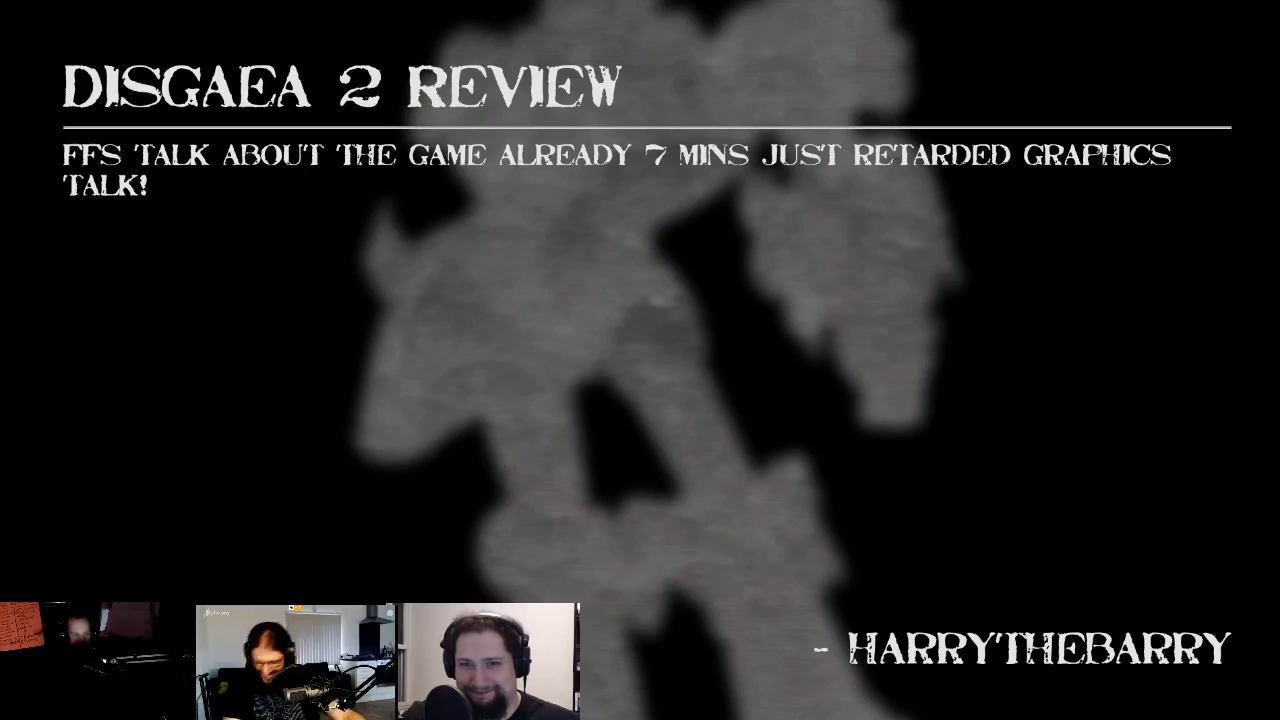 DISGAEA 2 REVIEW
FFS TALK ABOUT THE GAME ALREADY 7 MINS JUST RETARDED GRAPHICS
TALK!
- HARRYTHEBARRY